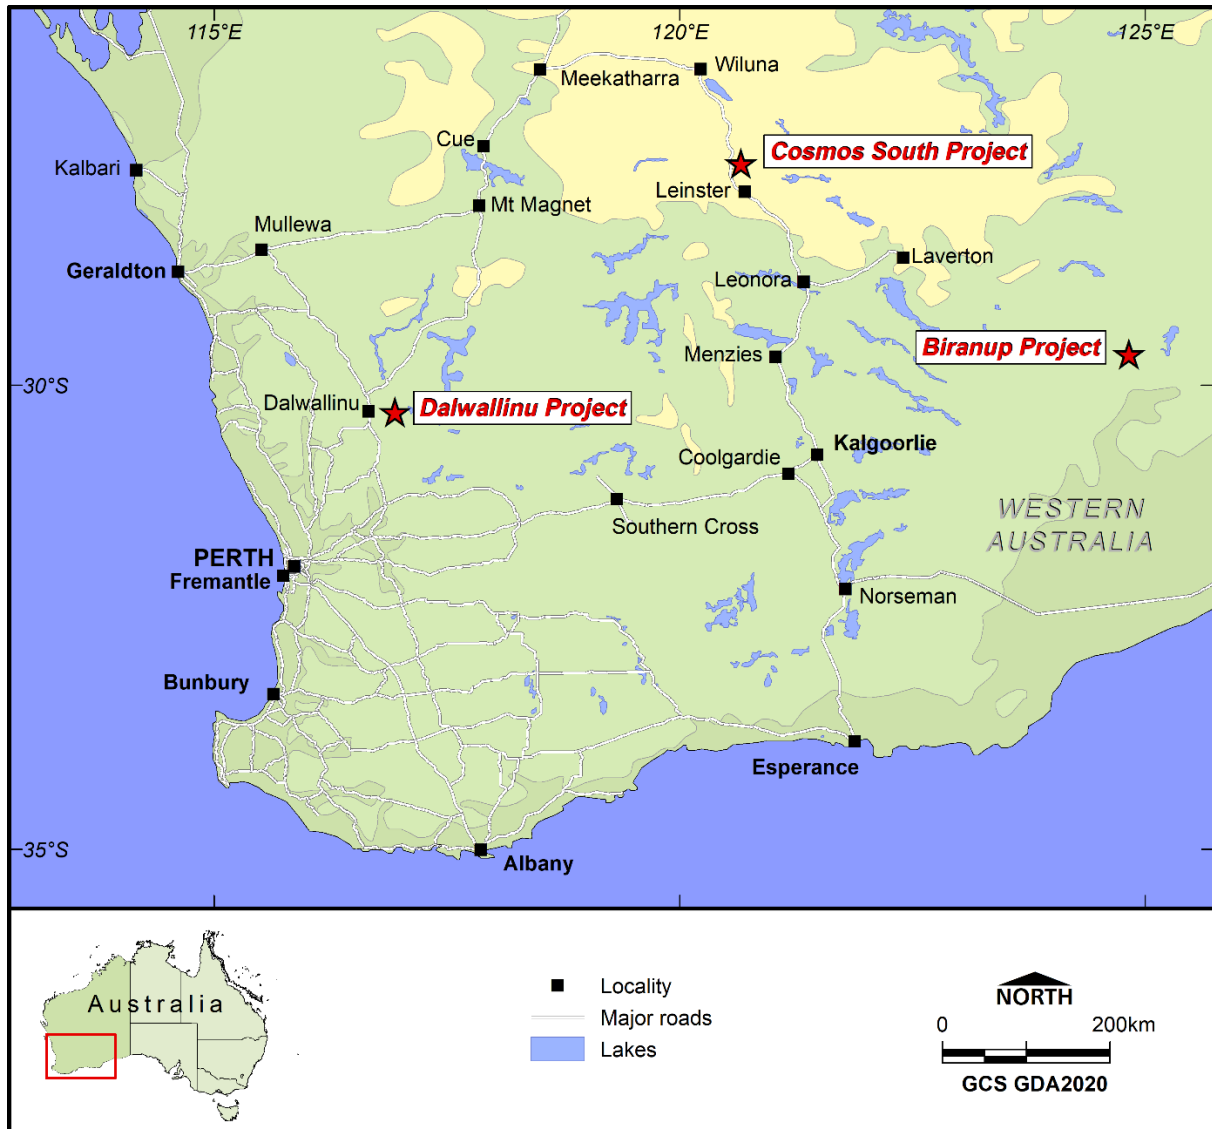 115°E
120°E
125°E
Meekatharra
Wiluna
Cue
Cosmos South Project
Kalbari
Leinster
Mt Magnet
Mullewa
Geraldton
Laverton
Leonora
Biranup Project
Menzies
30°S
Dalwallinu
Dalwallinu Project
Kalgoorlie
Coolgardie
Southern Cross
WESTERN
AUSTRALIA
PERTH
Fremantle
Norseman
Bunbury
Esperance
35°S
Albany
Australia
Locality
Major roads
Lakes
NORTH
0 200km
GCS GDA2020